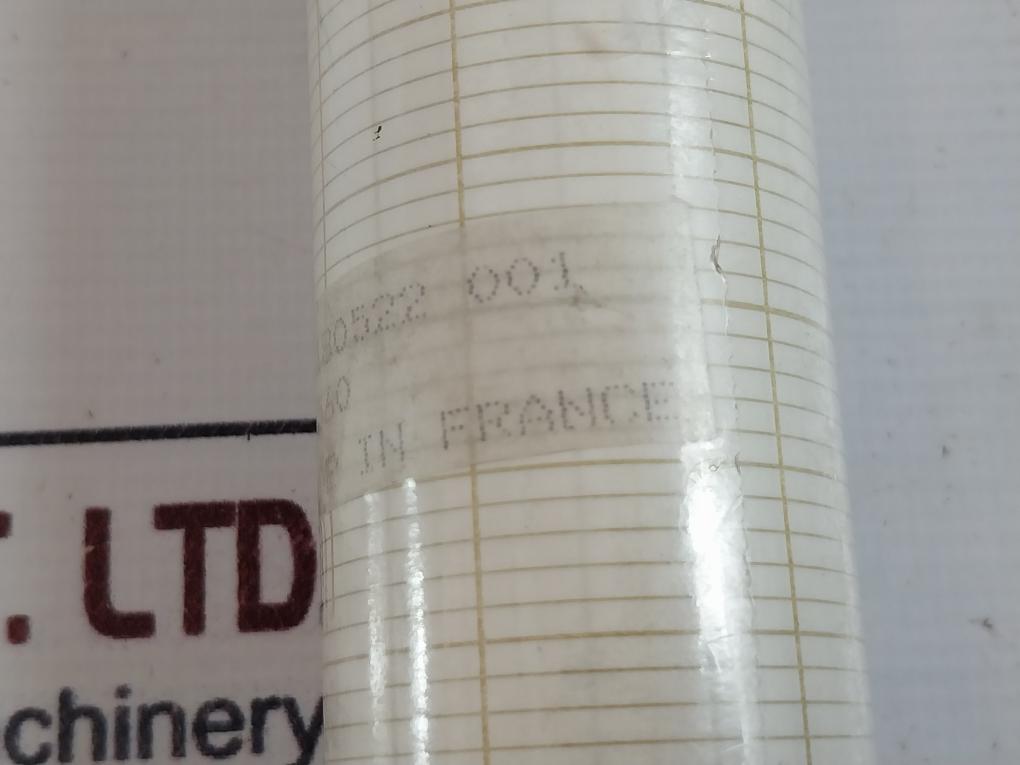 30522 001
60
IN FRANCE
. LTD
chinery